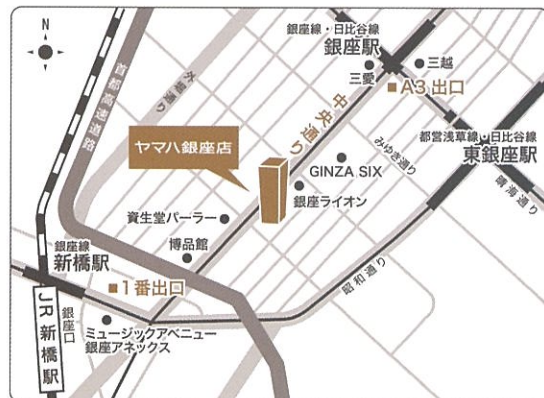 N
銀座線・日比谷線
銀座駅
三越
三愛
■A3 出口
首都高速道路
外堀通り
中央通り
都営浅草線・日比谷線
東銀座駅
みゆき通り
晴海通り
ヤマハ銀座店
GINZA SIX
銀座ライオン
資生堂パーラー
博品館
昭和通り
銀座線
新橋駅
■1番出口
JR新橋駅
銀座口
ミュージックアベニュー
銀座アネックス